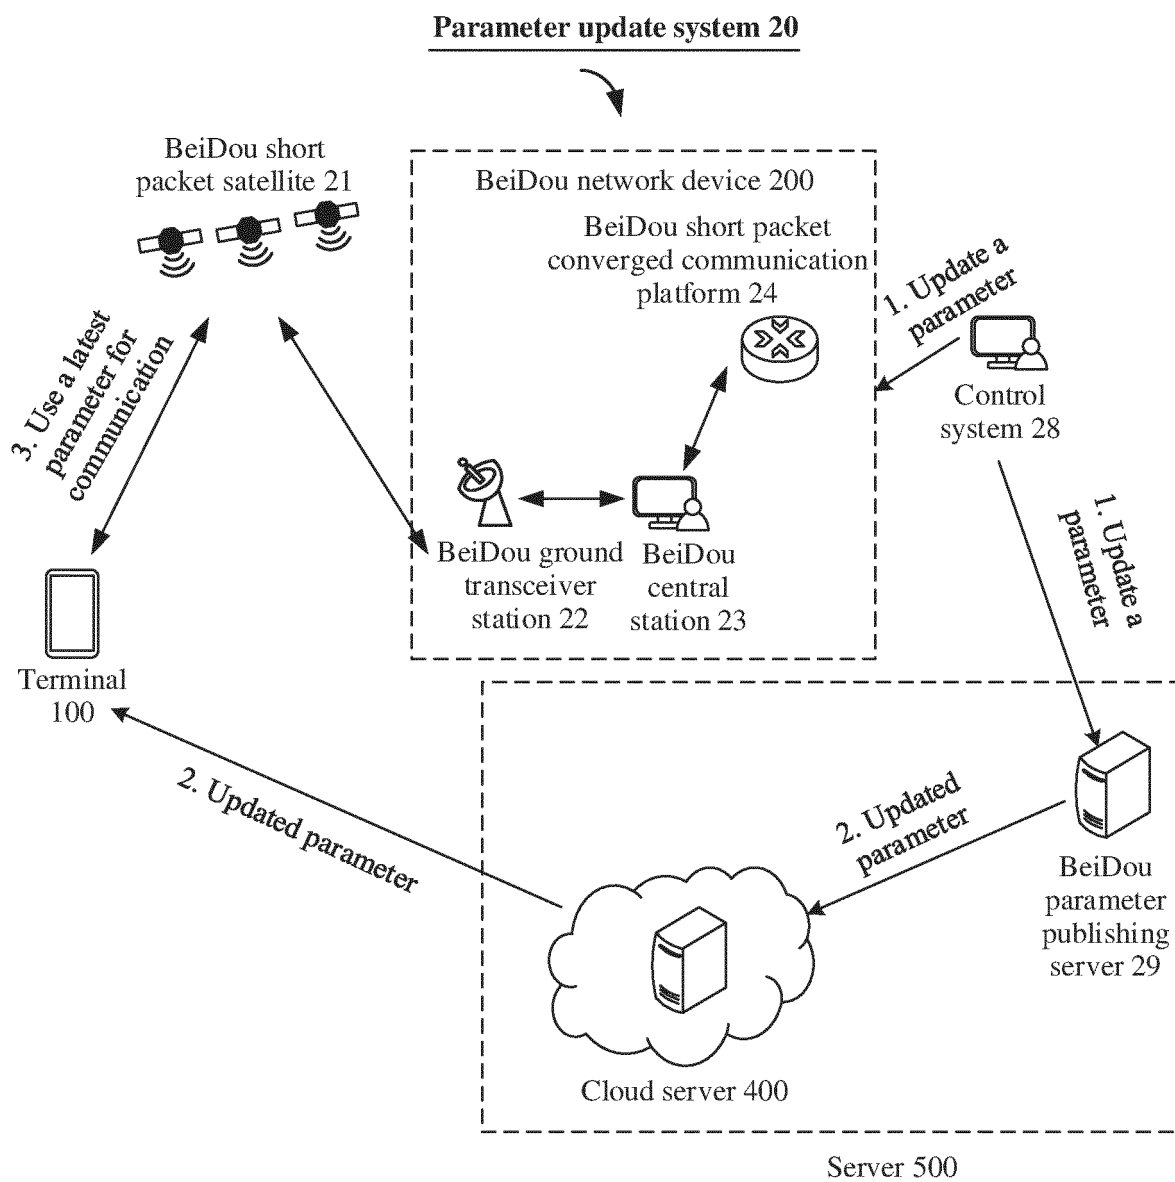 Parameter update system 20
BeiDou short
packet satellite 21
BeiDou network device 200
BeiDou short packet
converged communication
platform 24
1. Update a
parameter
Control
system 28
3. Use a latest
parameter for
communication
BeiDou ground
transceiver
station 22
BeiDou
central
station 23
1. Update a
parameter
Terminal
100
2. Updated parameter
2. Updated
parameter
BeiDou
parameter
publishing
server 29
Cloud server 400
Server 500